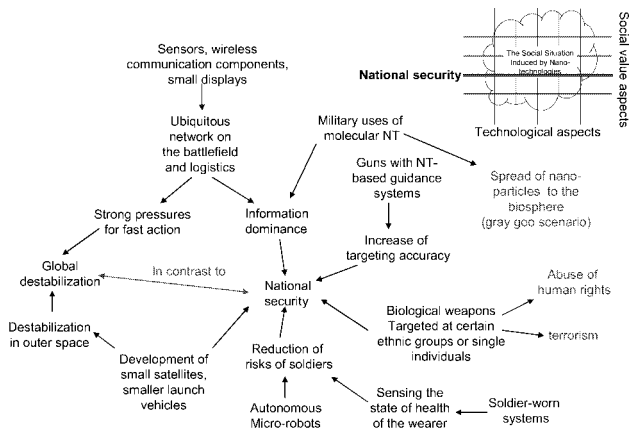 Sensors, wireless
communication components,
small displays
The Social Situation
Induced by Nano-
technologies
National security
Social value aspects
Technological aspects
Ubiquitous
network on
the battlefield
and logistics
Military uses of
molecular NT
Guns with NT-
based guidance
systems
Spread of nano-
particles to the
biosphere
(gray goo scenario)
Strong pressures
for fast action
Information
dominance
Increase of
targeting accuracy
Global
destabilization
In contrast to
National
security
Abuse of
human rights
Biological weapons
Targeted at certain
ethnic groups or single
individuals
terrorism
Destabilization
in outer space
Development of
small satellites,
smaller launch
vehicles
Reduction of
risks of soldiers
Autonomous
Micro-robots
Sensing the
state of health
of the wearer
Soldier-worn
systems